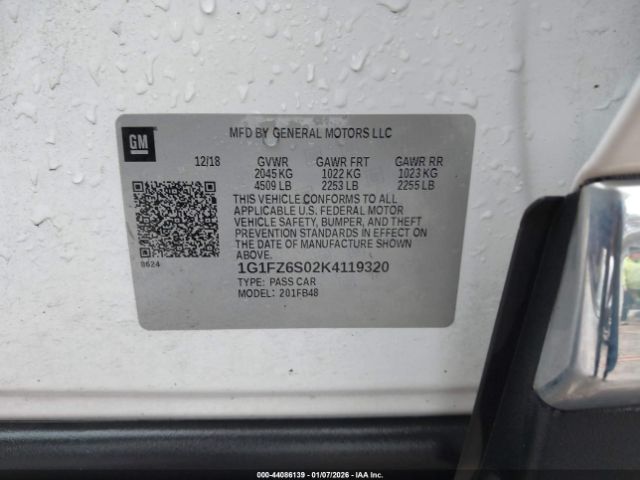 GM
MFD BY GENERAL MOTORS LLC
12/18 GVWR GAWR FRT GAWR RR
2045 KG 1022 KG 1023 KG
4509 LB 2253 LB 2255 LB
THIS VEHICLE CONFORMS TO ALL
APPLICABLE U.S. FEDERAL MOTOR
VEHICLE SAFETY, BUMPER, AND THEFT
PREVENTION STANDARDS IN EFFECT ON
THE DATE OF MANUFACTURE SHOWN
ABOVE.
8624
1G1FZ6S02K4119320
TYPE: PASS CAR
MODEL: 201FB48
000-44086139 - 01/07/2026 - IAAI.COM